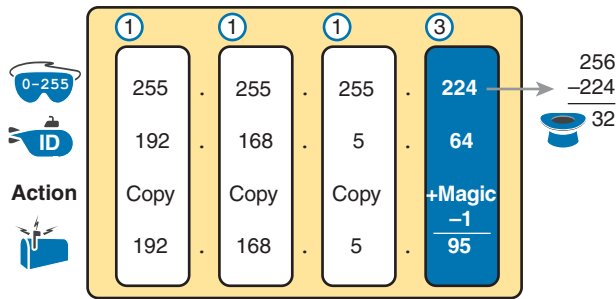 1 1 1 3
0–255 255 . 255 . 255 . 224 256
–224
32
ID 192 . 168 . 5 . 64
Action Copy Copy Copy +Magic
–1
192 . 168 . 5 . 95